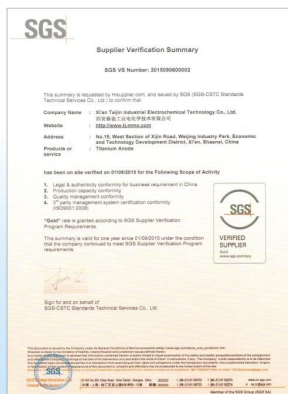 SGS
Supplier Verification Summary
SGS VS Number: 2015090800002
This summary is requested by Hisupplier.com, and issued by SGS (SGS-CSTC Standards
Technical Services Co., Ltd.) to confirm that
Company Name : Xi'an Taijin Industrial Electrochemical Technology Co., Ltd.
西安泰金工业电化学技术有限公司
Website : http://www.tj-mmo.com
Address : No.15, West Section of Xijin Road, Weijing Industry Park, Economic
and Technology Development District, Xi'an, Shaanxi, China
Products or : Titanium Anode
service
has been on site verified on 01/09/2015 for the Following Scope of Activity
1. Legal & authenticity conformity for business requirement in China
2. Production capacity conformity
3. Quality management conformity
4. 3rd party management system certification conformity
(ISO9001:2008)
"Gold" rate is granted according to SGS Supplier Verification
Program Requirements.
This summary is valid for one year since 01/09/2015 under the condition
that the company continued to meet SGS Supplier Verification Program
requirements.
SGS
VERIFIED
SUPPLIER
Gold
www.sgs.com/scs
Sign for and on behalf of
SGS-CSTC Standards Technical Services Co., Ltd.
SGS
Member of the SGS Group (SGS SA)